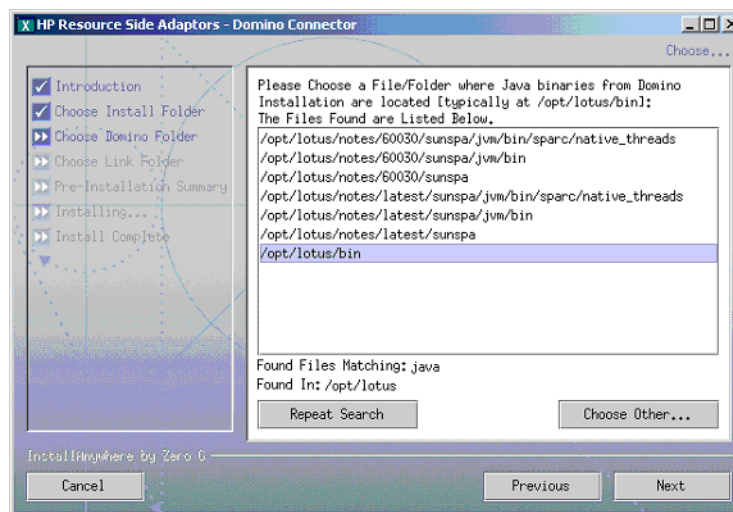 HP Resource Side Adaptors - Domino Connector
Choose...
Introduction
Choose Install Folder
Choose Domino Folder
Choose Link Folder
Pre-Installation Summary
Installing...
Install Complete
Please Choose a File/Folder where Java binaries from Domino
Installation are located [typically at /opt/lotus/bin]:
The Files Found are Listed Below.
/opt/lotus/notes/60030/sunspa/jvm/bin/sparc/native_threads
/opt/lotus/notes/60030/sunspa/jvm/bin
/opt/lotus/notes/60030/sunspa
/opt/lotus/notes/latest/sunspa/jvm/bin/sparc/native_threads
/opt/lotus/notes/latest/sunspa/jvm/bin
/opt/lotus/notes/latest/sunspa
/opt/lotus/bin
Found Files Matching: java
Found In: /opt/lotus
Repeat Search
Choose Other...
InstallAnywhere by Zero G
Cancel
Previous
Next